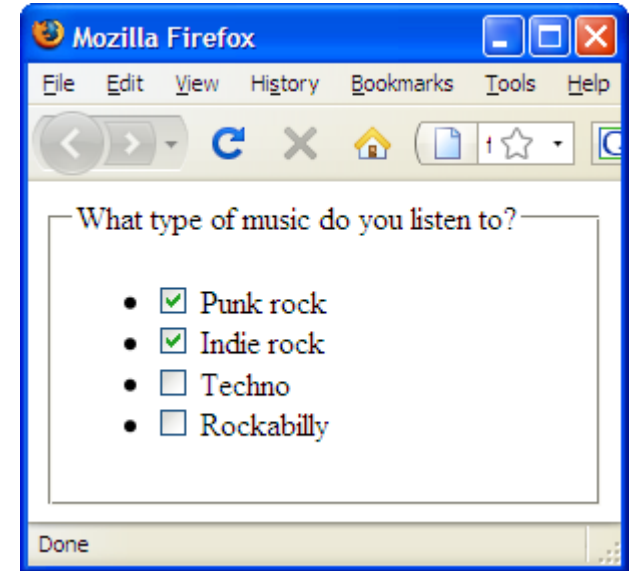 Mozilla Firefox
File Edit View History Bookmarks Tools Help
What type of music do you listen to?
Punk rock
Indie rock
Techno
Rockabilly
Done